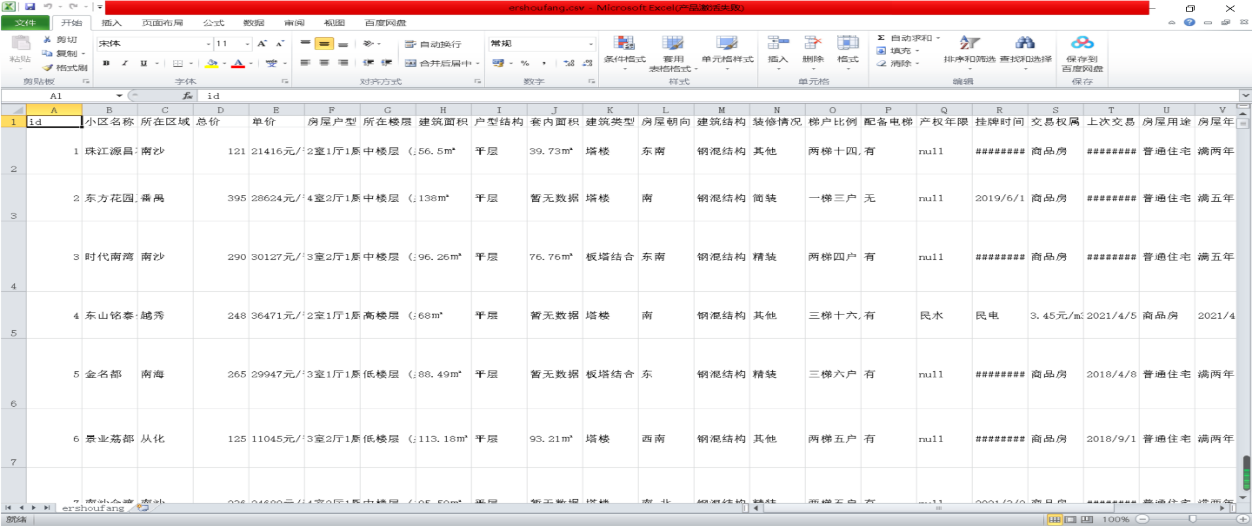 ershoufang.csv - Microsoft Excel(产品激活失败)
文件 开始 插入 页面布局 公式 数据 审阅 视图 百度网盘
剪切 宋体 11 自动换行 常规 自动求和
粘贴 复制 填充 条件格式 套用 表格格式 单元格样式 插入 删除 格式 排序和筛选 查找和选择 保存到 百度网盘
格式刷 B I U 合并后居中 清除
剪贴板 字体 对齐方式 数字 样式 单元格 编辑 保存
A1 fx id
A B C D E F G H I J K L M N O P Q R S T U V
1 id 小区名称 所在区域 总价 单价 房屋户型 所在楼层 建筑面积 户型结构 套内面积 建筑类型 房屋朝向 建筑结构 装修情况 梯户比例 配备电梯 产权年限 挂牌时间 交易权属 上次交易 房屋用途 房屋年
2 1 珠江源昌 南沙 121 21416元/ 2室1厅1 中楼层 ( 56.5㎡ 平层 39.73㎡ 塔楼 东南 钢混结构 其他 两梯十四 有 null ######## 商品房 ######## 普通住宅 满两年
3 2 东方花园 番禺 395 28624元/ 4室2厅1 中楼层 ( 138㎡ 平层 暂无数据 塔楼 南 钢混结构 简装 一梯三户 无 null 2019/6/1 商品房 ######## 普通住宅 满五年
4 3 时代南湾 南沙 290 30127元/ 3室2厅1 中楼层 ( 96.26㎡ 平层 76.76㎡ 板塔结合 东南 钢混结构 精装 两梯四户 有 null ######## 商品房 ######## 普通住宅 满五年
5 4 东山铭泰 越秀 248 36471元/ 2室1厅1 高楼层 ( 68㎡ 平层 暂无数据 塔楼 南 钢混结构 其他 三梯十六 有 民水 民电 3.45元/m 2021/4/5 商品房 2021/4
6 5 金名都 南海 265 29947元/ 3室1厅1 低楼层 ( 88.49㎡ 平层 暂无数据 板塔结合 东 钢混结构 精装 三梯六户 有 null ######## 商品房 2018/4/8 普通住宅 满两年
7 6 景业荔都 从化 125 11045元/ 3室2厅1 低楼层 ( 113.18㎡ 平层 93.21㎡ 塔楼 西南 钢混结构 其他 两梯五户 有 null ######## 商品房 2018/9/1 普通住宅 满两年
ershoufang
就绪 100%